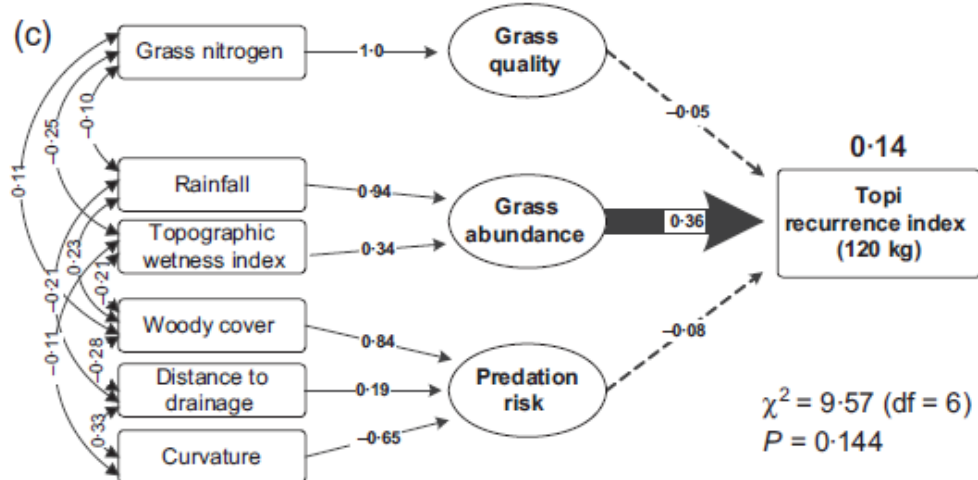 (c)
Grass nitrogen
1·0
Grass
quality
–0·05
0·14
Topi
recurrence index
(120 kg)
Rainfall
0·94
Grass
abundance
0·36
Topographic
wetness index
0·34
Woody cover
0·84
Predation
risk
–0·08
Distance to
drainage
0·19
Curvature
–0·65
0·11
–0·25
–0·10
–0·21
0·23
–0·21
–0·11
–0·28
0·33
χ² = 9·57 (df = 6)
P = 0·144